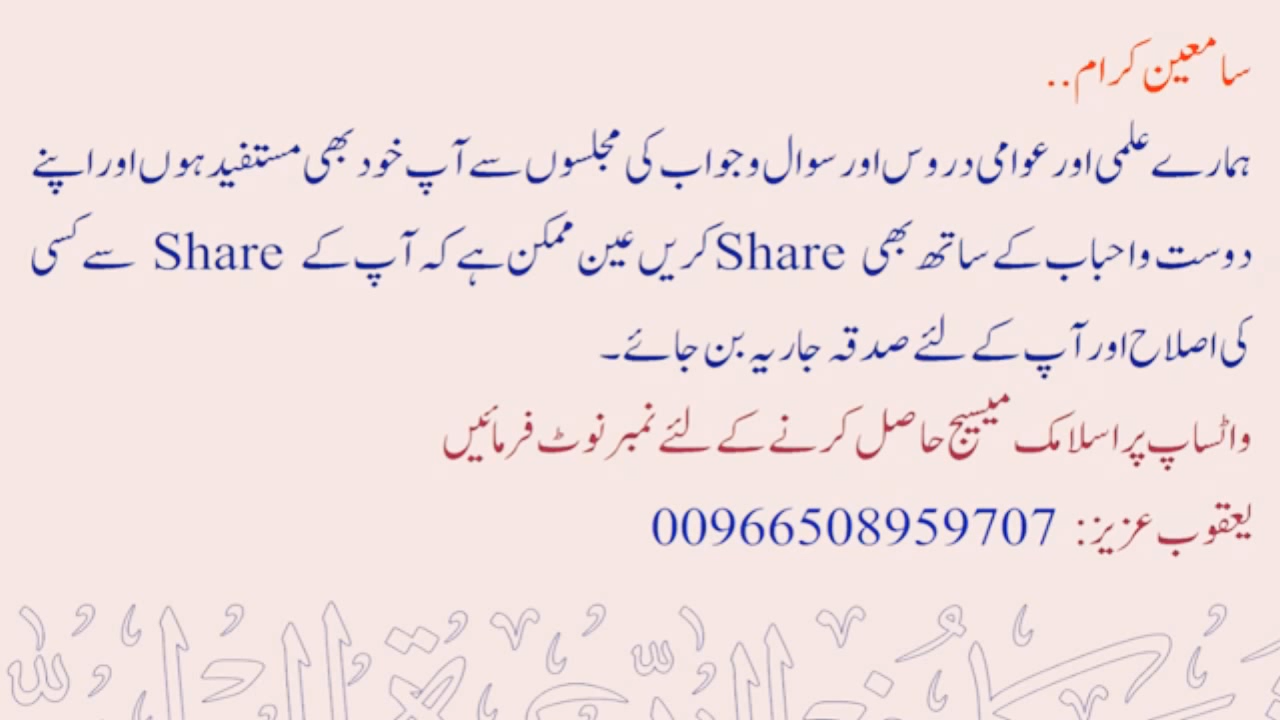 سامعین کرام..
ہمارے علمی اور عوامی دروس اور سوال وجواب کی مجلسوں سے آپ خود بھی مستفید ہوں اور اپنے
دوست واحباب کے ساتھ بھی Share کریں عین ممکن ہے کہ آپ کے Share سے کسی
کی اصلاح اور آپ کے لئے صدقہ جاریہ بن جائے۔
واٹساپ پر اسلامک میسیج حاصل کرنے کے لئے نمبر نوٹ فرمائیں
یعقوب عزیز: 00966508959707